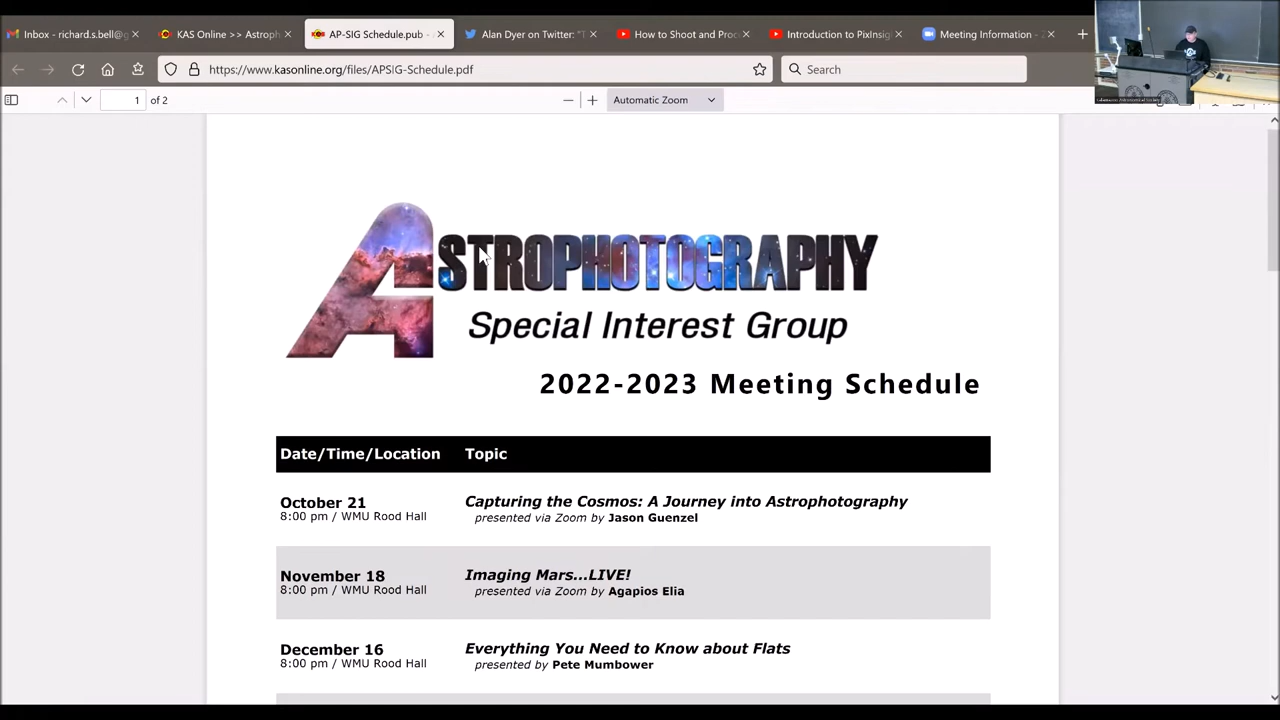 Inbox - richard.s.bell@g
KAS Online >> Astroph
AP-SIG Schedule.pub -
Alan Dyer on Twitter: "T
How to Shoot and Proc
Introduction to PixInsig
Meeting Information -
https://www.kasonline.org/files/APSIG-Schedule.pdf
Search
1 of 2
Automatic Zoom
ASTROPHOTOGRAPHY
Special Interest Group
2022-2023 Meeting Schedule
Date/Time/Location Topic
October 21
8:00 pm / WMU Rood Hall
Capturing the Cosmos: A Journey into Astrophotography
presented via Zoom by Jason Guenzel
November 18
8:00 pm / WMU Rood Hall
Imaging Mars...LIVE!
presented via Zoom by Agapios Elia
December 16
8:00 pm / WMU Rood Hall
Everything You Need to Know about Flats
presented by Pete Mumbower